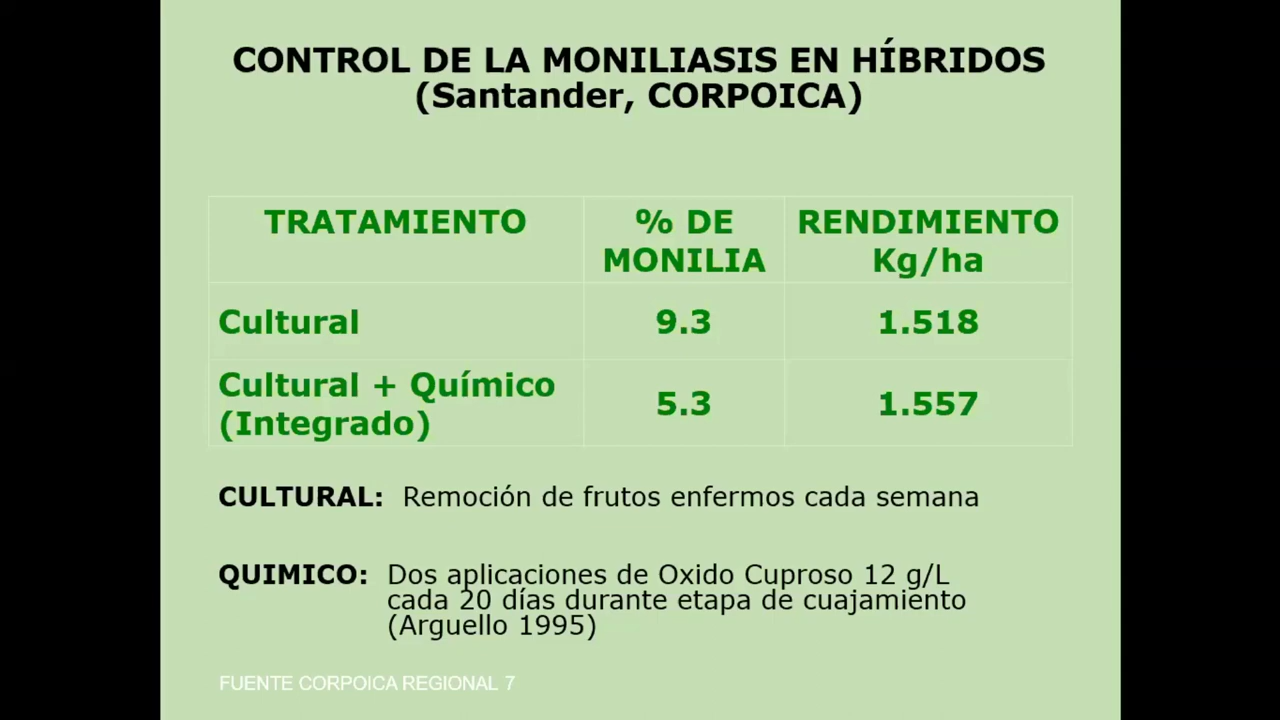 CONTROL DE LA MONILIASIS EN HÍBRIDOS
(Santander, CORPOICA)
TRATAMIENTO
% DE
MONILIA
RENDIMIENTO
Kg/ha
Cultural
9.3
1.518
Cultural + Químico
(Integrado)
5.3
1.557
CULTURAL: Remoción de frutos enfermos cada semana
QUIMICO: Dos aplicaciones de Oxido Cuproso 12 g/L
cada 20 días durante etapa de cuajamiento
(Arguello 1995)
FUENTE CORPOICA REGIONAL 7